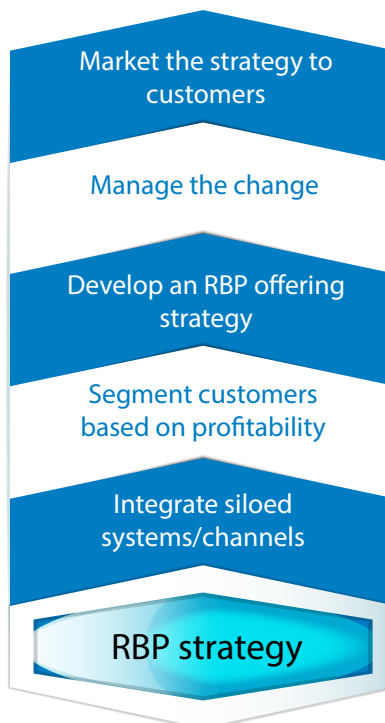 Market the strategy to
customers
Manage the change
Develop an RBP offering
strategy
Segment customers
based on profitability
Integrate siloed
systems/channels
RBP strategy